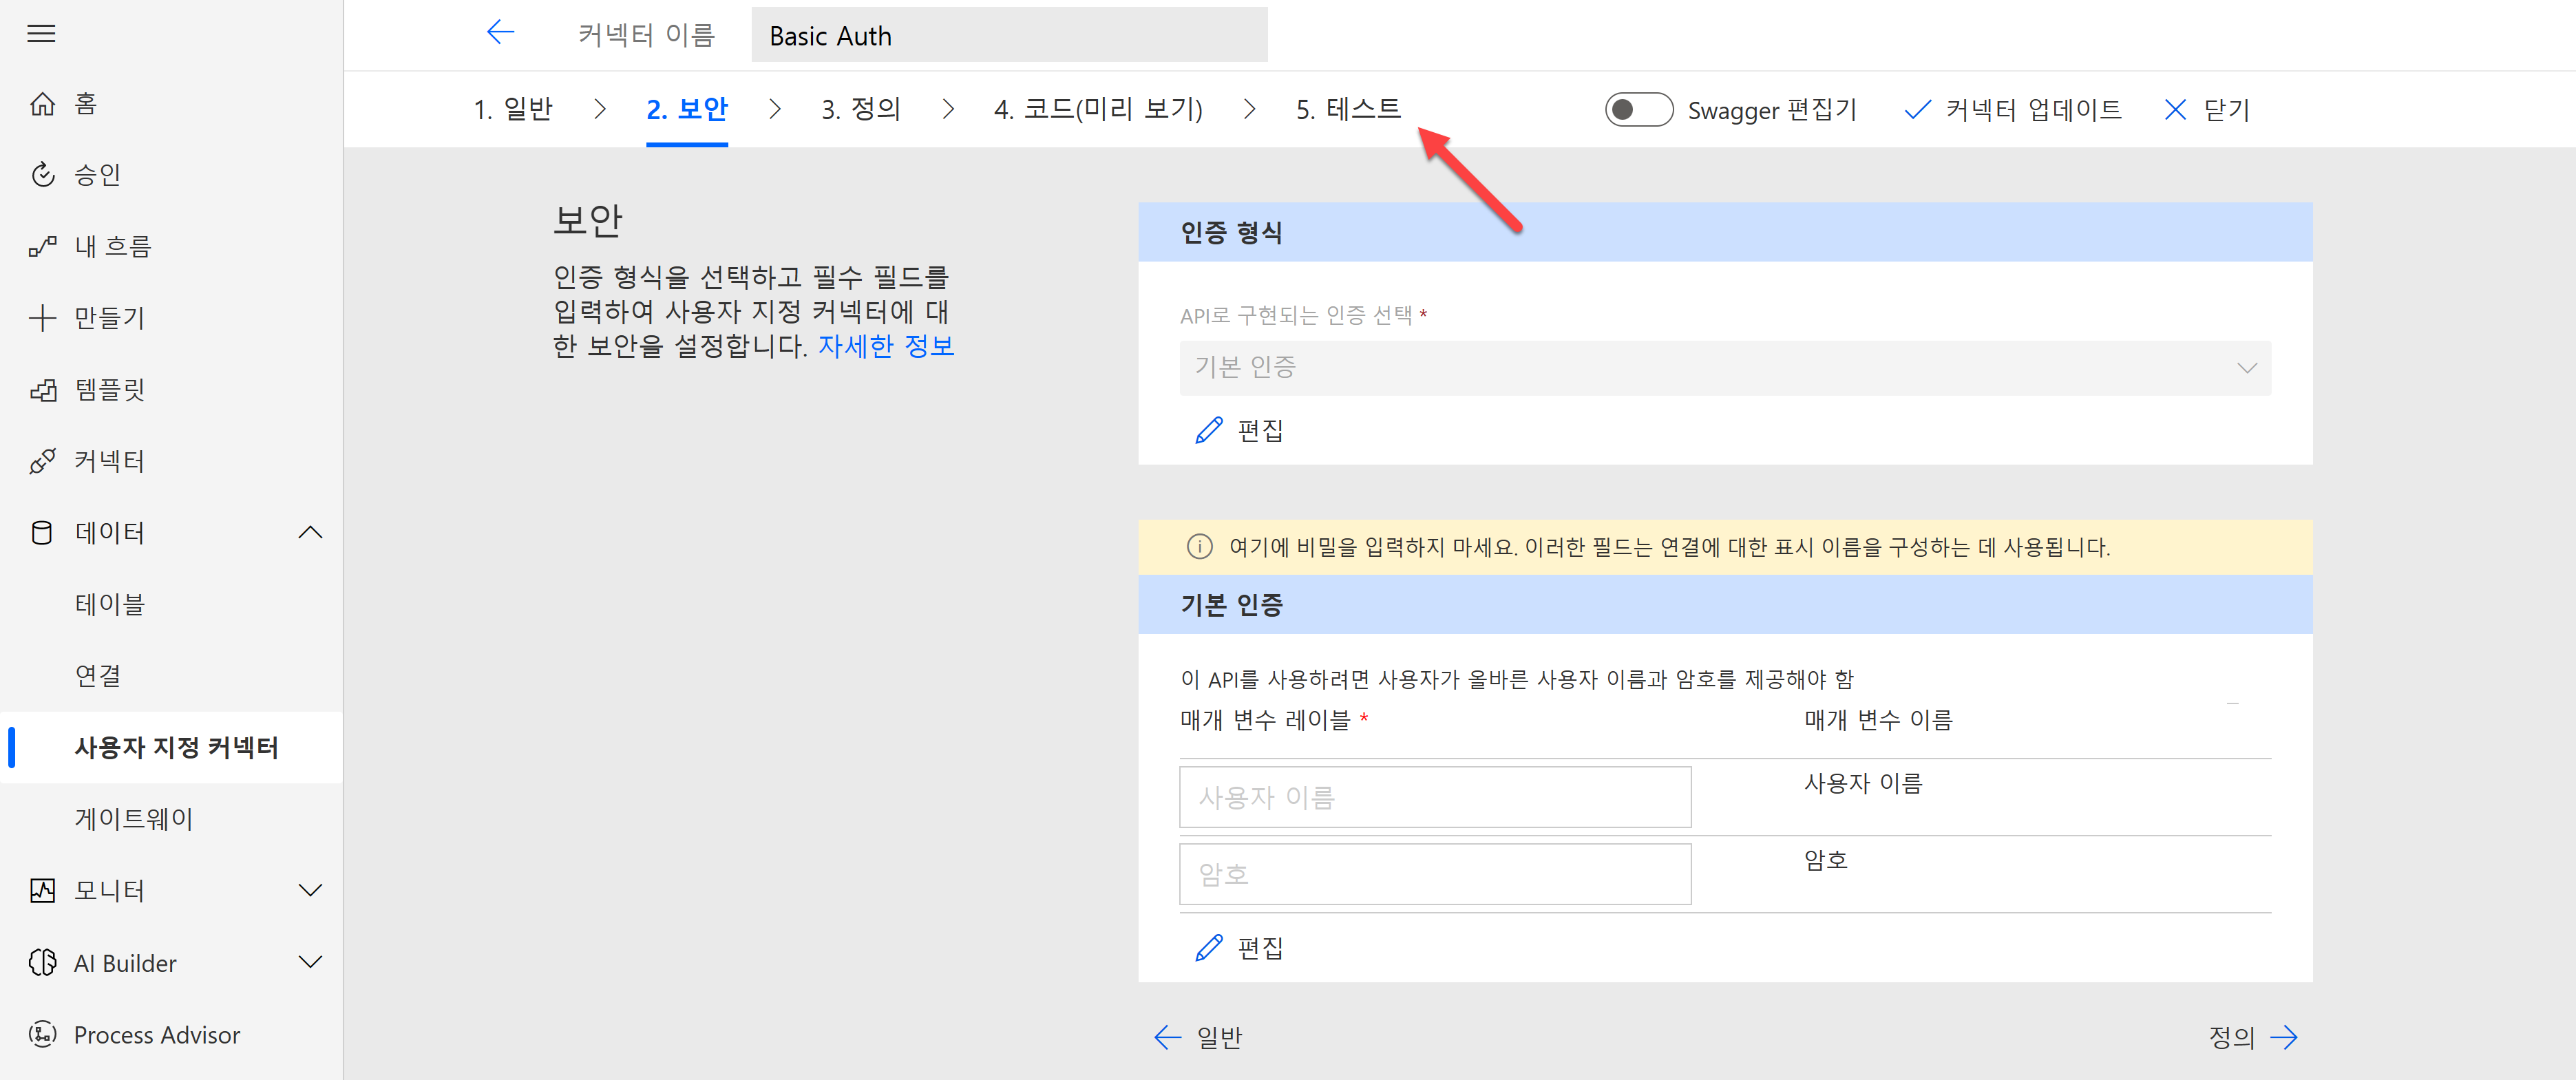 커넥터 이름
Basic Auth
1. 일반
2. 보안
3. 정의
4. 코드(미리 보기)
5. 테스트
Swagger 편집기
커넥터 업데이트
닫기
홈
승인
내 흐름
만들기
템플릿
커넥터
데이터
테이블
연결
사용자 지정 커넥터
게이트웨이
모니터
AI Builder
Process Advisor
보안
인증 형식을 선택하고 필수 필드를
입력하여 사용자 지정 커넥터에 대
한 보안을 설정합니다. 자세한 정보
인증 형식
API로 구현되는 인증 선택 *
기본 인증
편집
여기에 비밀을 입력하지 마세요. 이러한 필드는 연결에 대한 표시 이름을 구성하는 데 사용됩니다.
기본 인증
이 API를 사용하려면 사용자가 올바른 사용자 이름과 암호를 제공해야 함
매개 변수 레이블 *
매개 변수 이름
사용자 이름
사용자 이름
암호
암호
편집
일반
정의